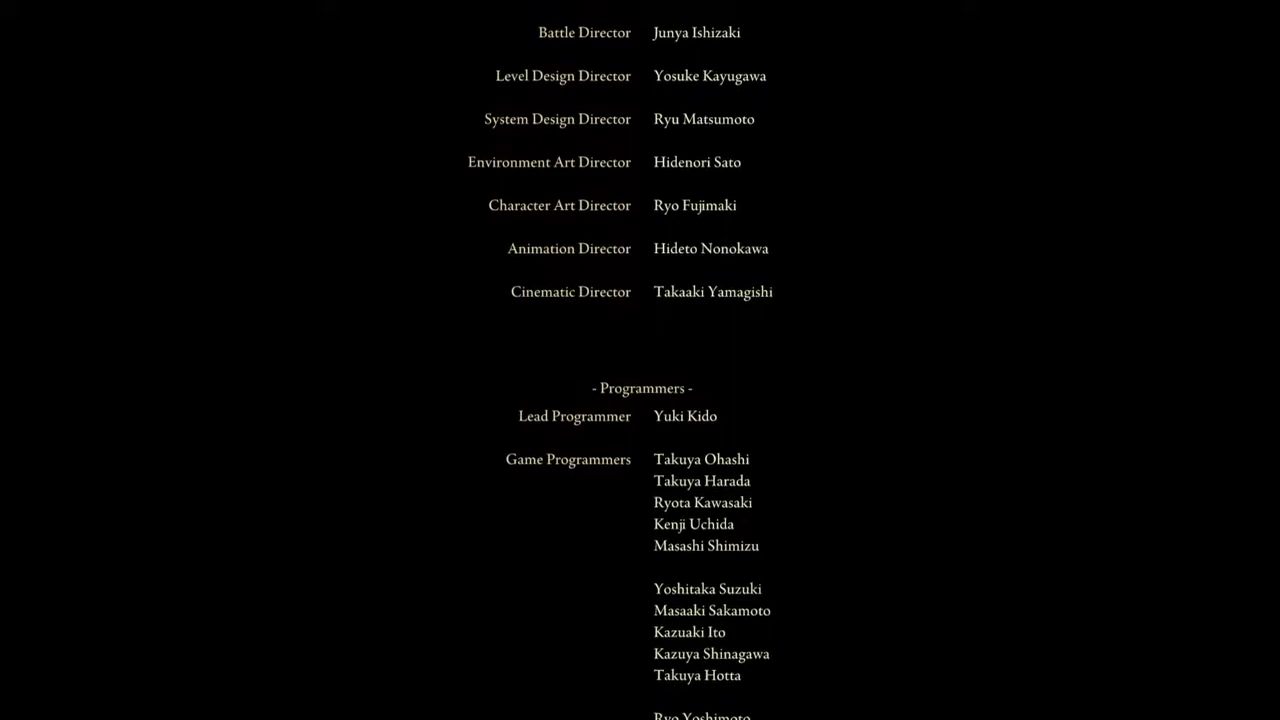 Battle Director Junya Ishizaki
Level Design Director Yosuke Kayugawa
System Design Director Ryu Matsumoto
Environment Art Director Hidenori Sato
Character Art Director Ryo Fujimaki
Animation Director Hideto Nonokawa
Cinematic Director Takaaki Yamagishi
- Programmers -
Lead Programmer Yuki Kido
Game Programmers Takuya Ohashi
Takuya Harada
Ryota Kawasaki
Kenji Uchida
Masashi Shimizu
Yoshitaka Suzuki
Masaaki Sakamoto
Kazuaki Ito
Kazuya Shinagawa
Takuya Hotta
Ryo Yoshimoto